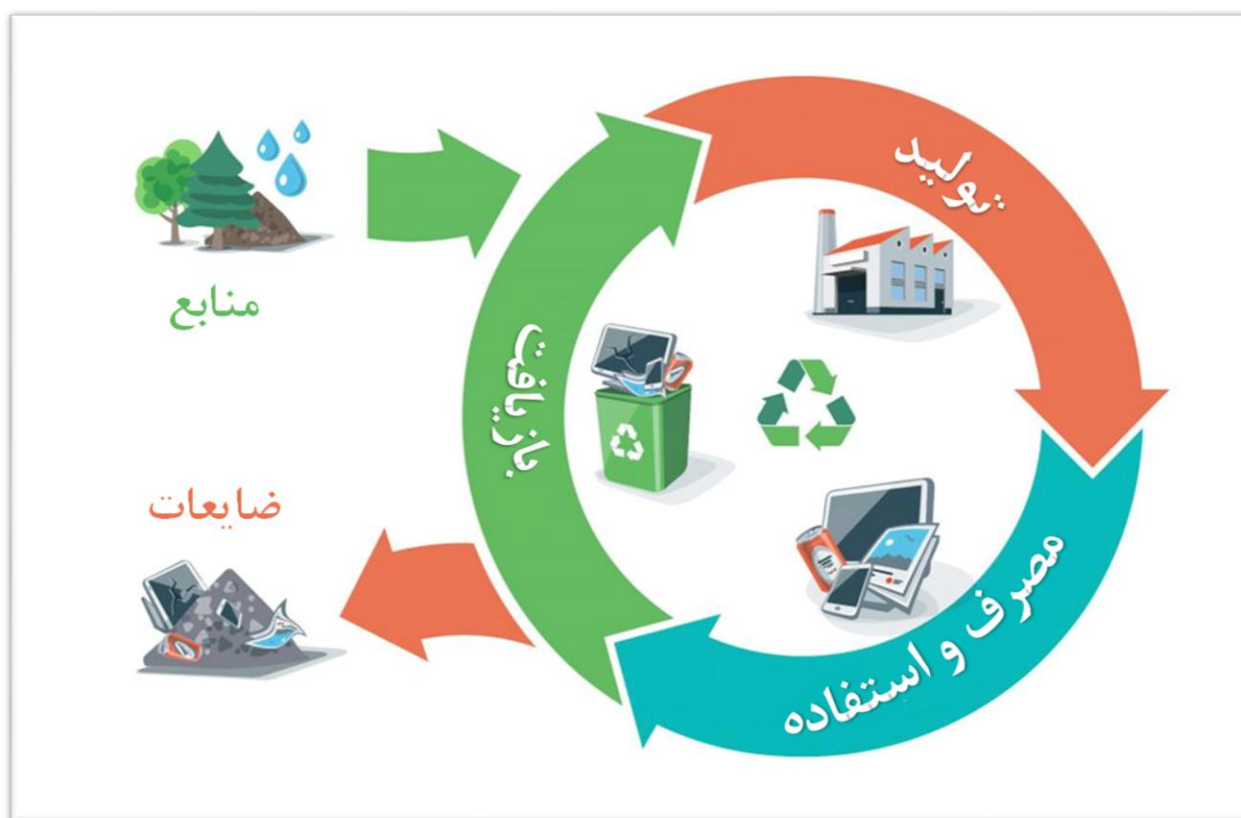 تولید
منابع
بازیافت
ضایعات
مصرف و استفاده